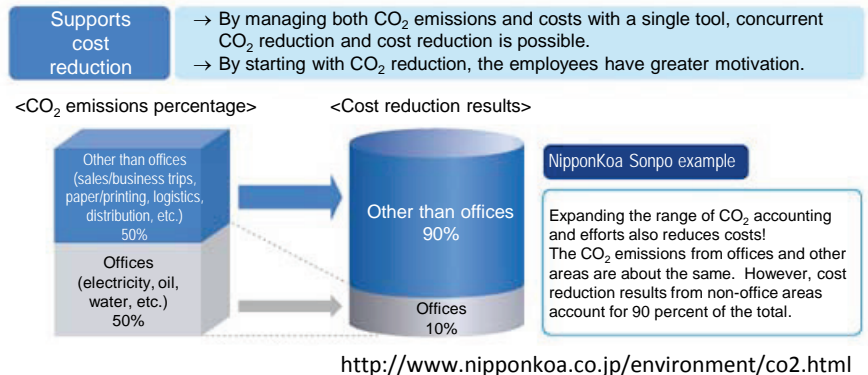 Supports
cost
reduction
→ By managing both CO₂ emissions and costs with a single tool, concurrent
CO₂ reduction and cost reduction is possible.
→ By starting with CO₂ reduction, the employees have greater motivation.
<CO₂ emissions percentage>
<Cost reduction results>
Other than offices
(sales/business trips,
paper/printing, logistics,
distribution, etc.)
50%
Offices
(electricity, oil,
water, etc.)
50%
Other than offices
90%
Offices
10%
NipponKoa Sonpo example
Expanding the range of CO₂ accounting
and efforts also reduces costs!
The CO₂ emissions from offices and other
areas are about the same.  However, cost
reduction results from non-office areas
account for 90 percent of the total.
http://www.nipponkoa.co.jp/environment/co2.html